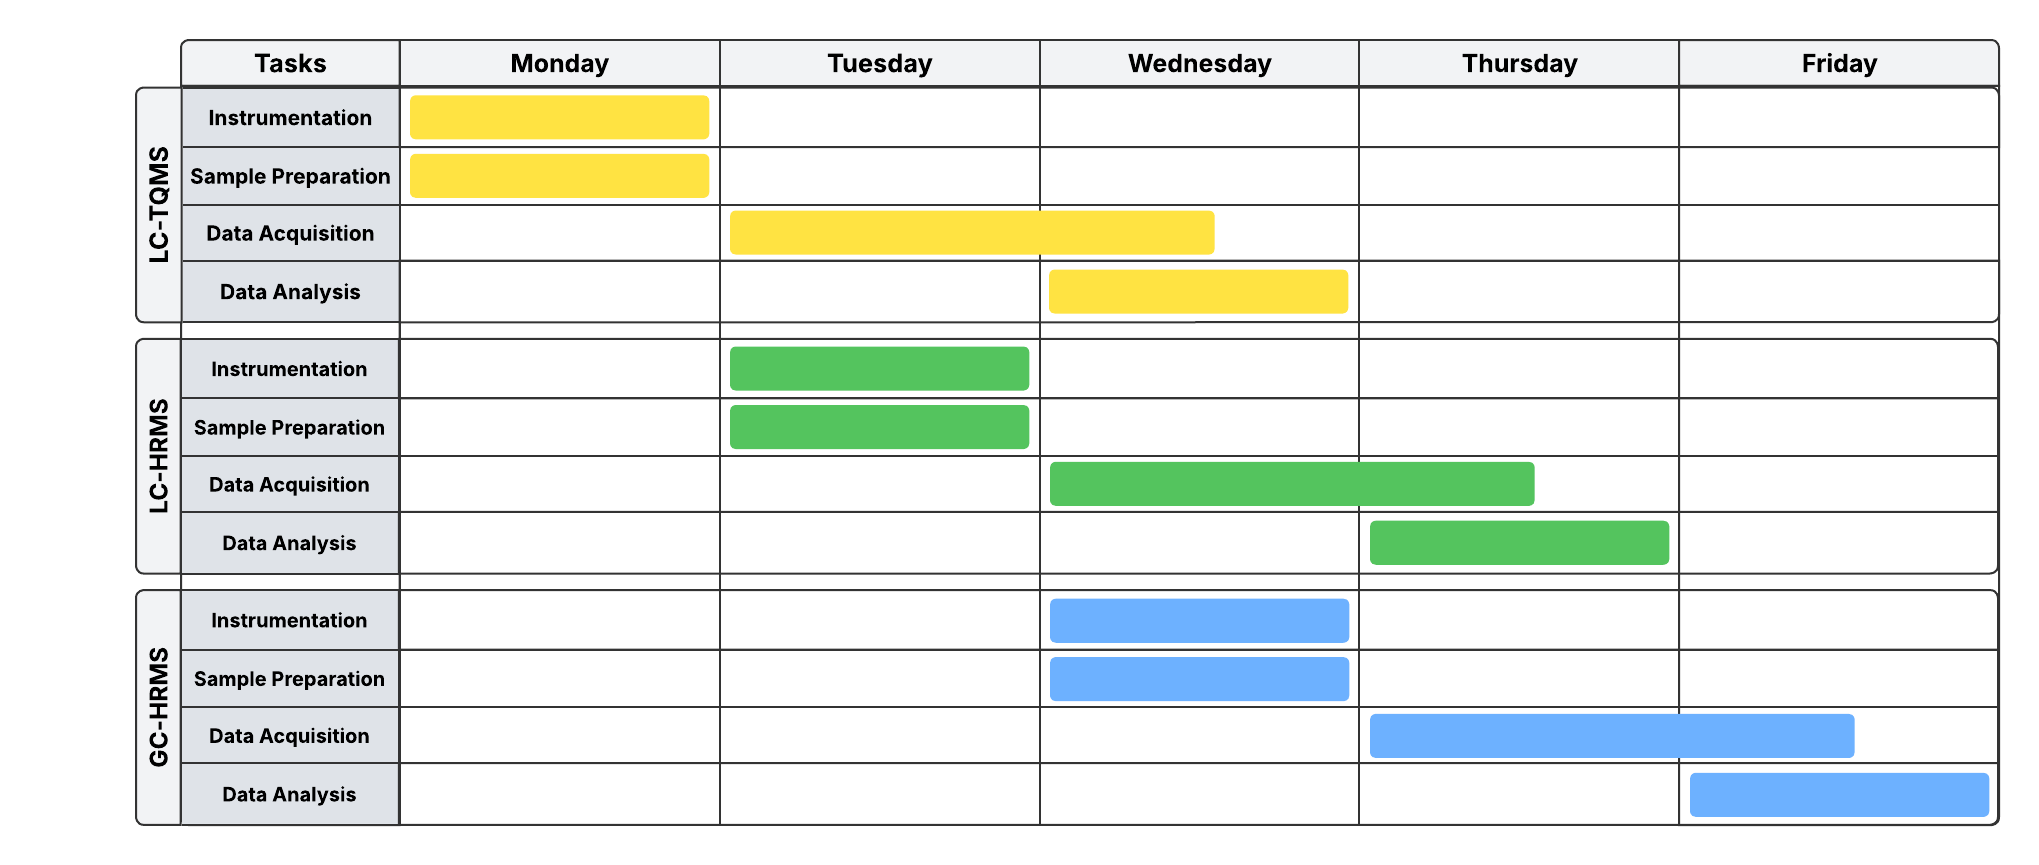 Tasks Monday Tuesday Wednesday Thursday Friday
LC-TQMS
Instrumentation
Sample Preparation
Data Acquisition
Data Analysis
LC-HRMS
Instrumentation
Sample Preparation
Data Acquisition
Data Analysis
GC-HRMS
Instrumentation
Sample Preparation
Data Acquisition
Data Analysis